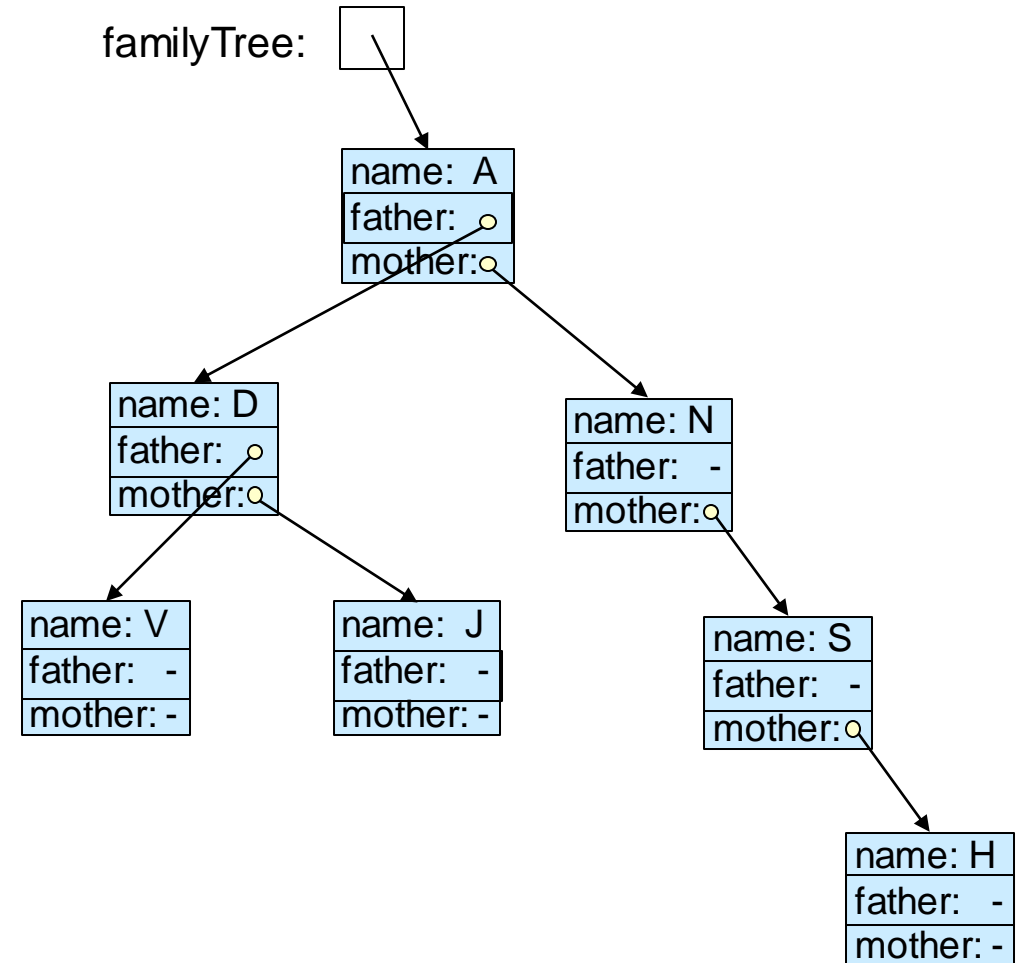 familyTree:
name: A
father:
mother:
name: D
father:
mother:
name: N
father: -
mother:
name: V
father: -
mother: -
name: J
father: -
mother: -
name: S
father: -
mother:
name: H
father: -
mother: -